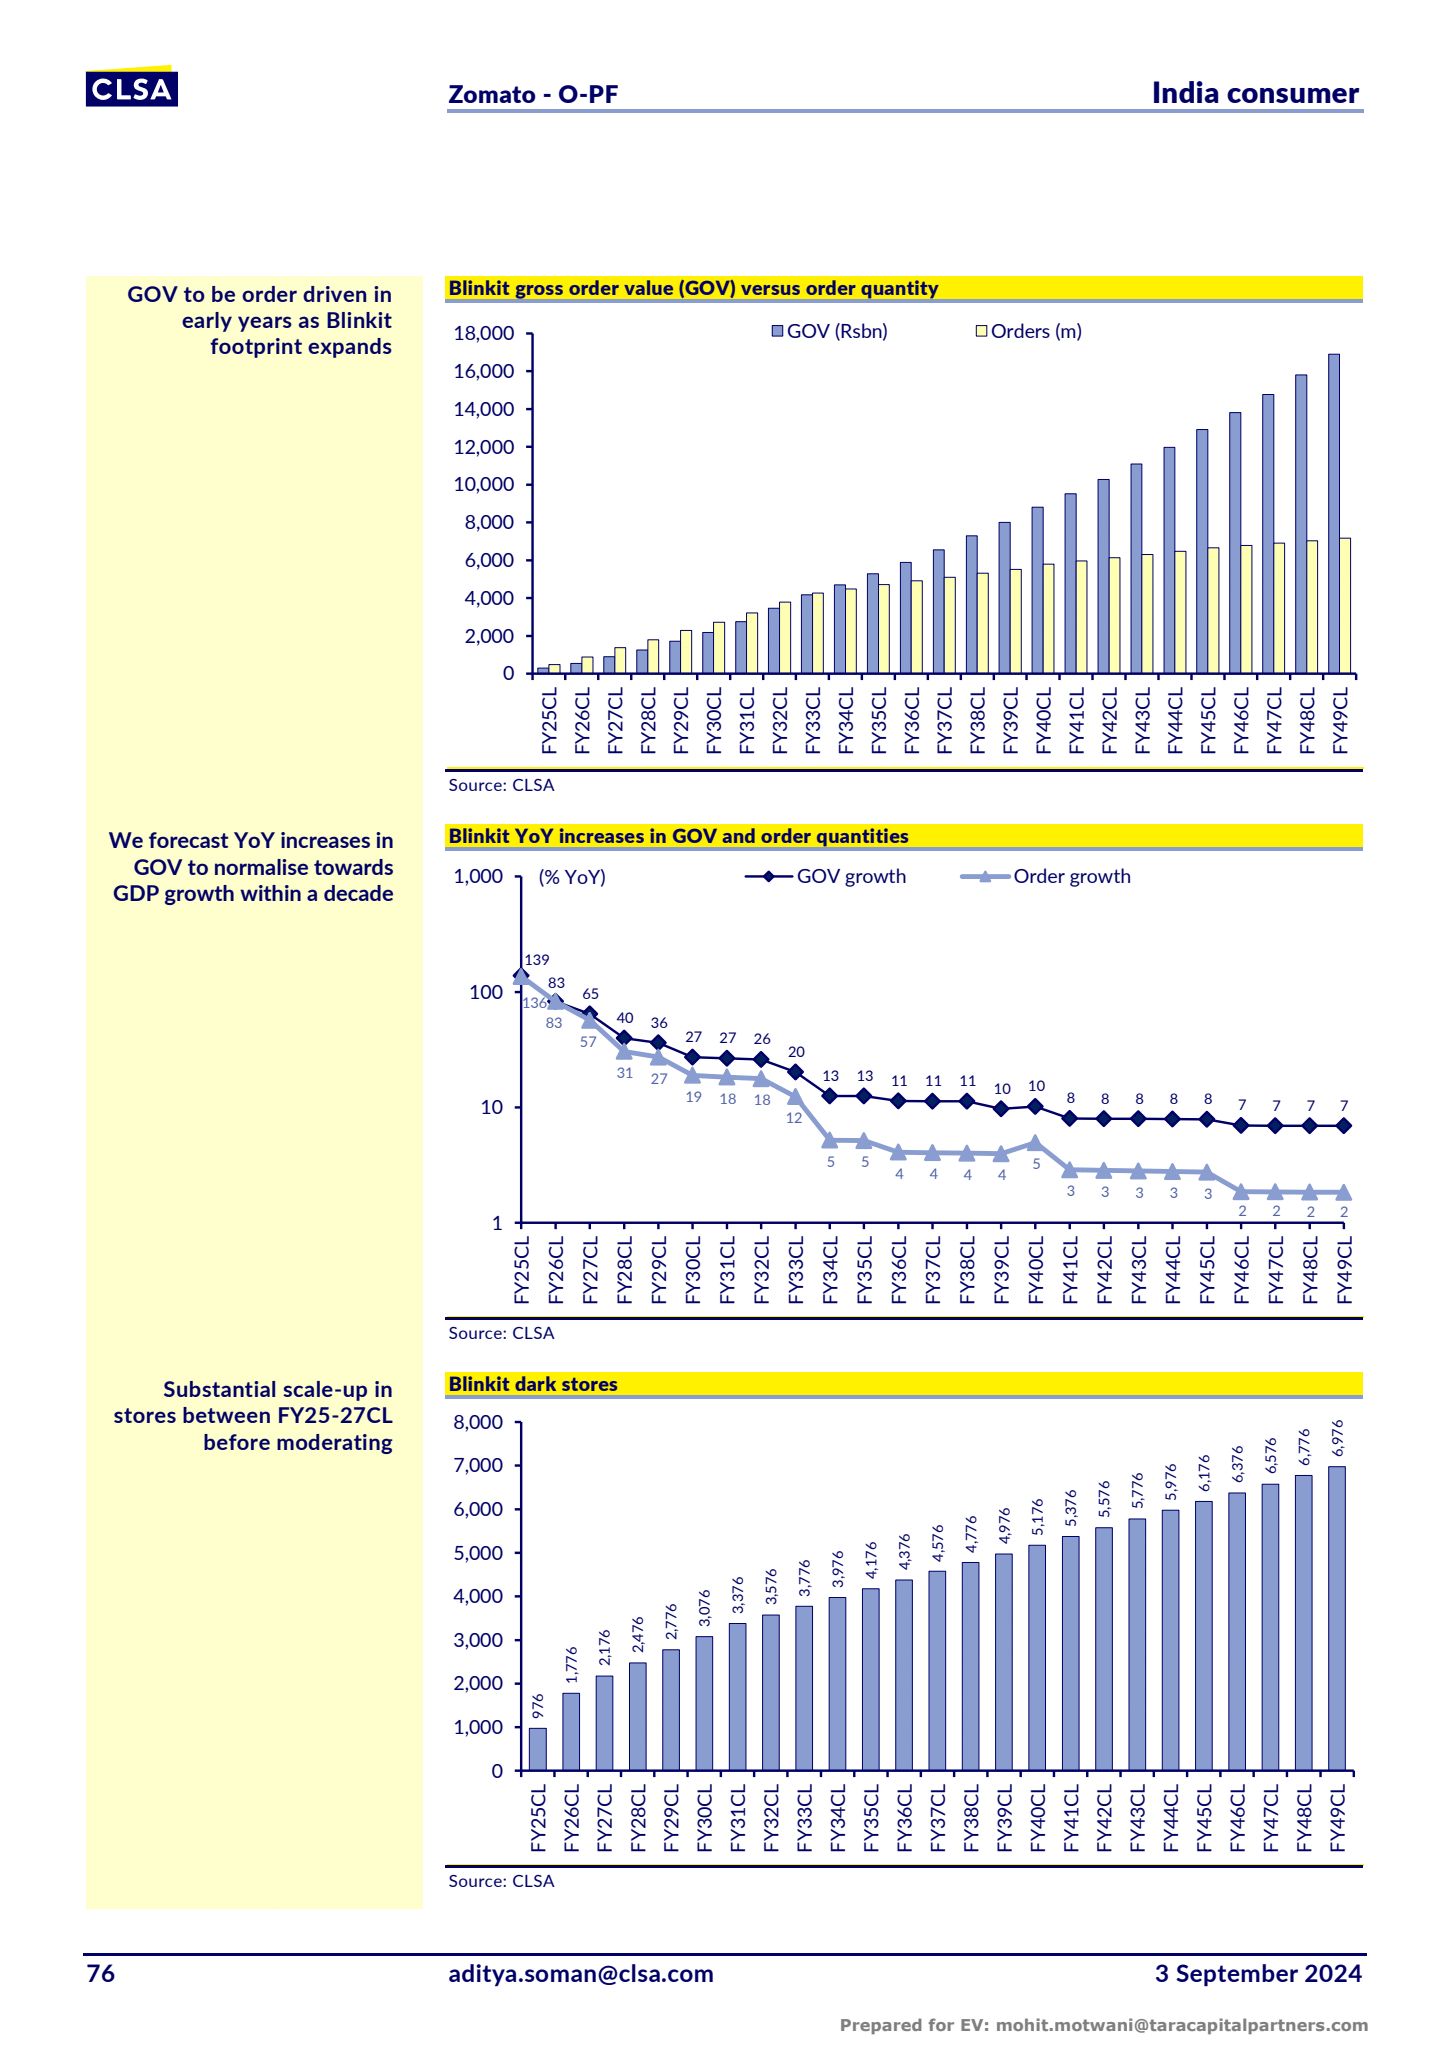 CLSA
Zomato - O-PF
India consumer
GOV to be order driven in
early years as Blinkit
footprint expands
Blinkit gross order value (GOV) versus order quantity
GOV (Rsbn) Orders (m)
18,000
16,000
14,000
12,000
10,000
8,000
6,000
4,000
2,000
0
FY25CL FY26CL FY27CL FY28CL FY29CL FY30CL FY31CL FY32CL FY33CL FY34CL FY35CL FY36CL FY37CL FY38CL FY39CL FY40CL FY41CL FY42CL FY43CL FY44CL FY45CL FY46CL FY47CL FY48CL FY49CL
Source: CLSA
We forecast YoY increases in
GOV to normalise towards
GDP growth within a decade
Blinkit YoY increases in GOV and order quantities
(% YoY) GOV growth Order growth
1,000
100
10
1
139 83 65 40 36 27 27 26 20 13 13 11 11 11 10 10 8 8 8 8 8 7 7 7 7
136 83 57 31 27 19 18 18 12 5 5 4 4 4 4 5 3 3 3 3 3 2 2 2 2
FY25CL FY26CL FY27CL FY28CL FY29CL FY30CL FY31CL FY32CL FY33CL FY34CL FY35CL FY36CL FY37CL FY38CL FY39CL FY40CL FY41CL FY42CL FY43CL FY44CL FY45CL FY46CL FY47CL FY48CL FY49CL
Source: CLSA
Substantial scale-up in
stores between FY25-27CL
before moderating
Blinkit dark stores
8,000
7,000
6,000
5,000
4,000
3,000
2,000
1,000
0
976 1,776 2,176 2,476 2,776 3,076 3,376 3,576 3,776 3,976 4,176 4,376 4,576 4,776 4,976 5,176 5,376 5,576 5,776 5,976 6,176 6,376 6,576 6,776 6,976
FY25CL FY26CL FY27CL FY28CL FY29CL FY30CL FY31CL FY32CL FY33CL FY34CL FY35CL FY36CL FY37CL FY38CL FY39CL FY40CL FY41CL FY42CL FY43CL FY44CL FY45CL FY46CL FY47CL FY48CL FY49CL
Source: CLSA
76
aditya.soman@clsa.com
3 September 2024
Prepared for EV: mohit.motwani@taracapitalpartners.com